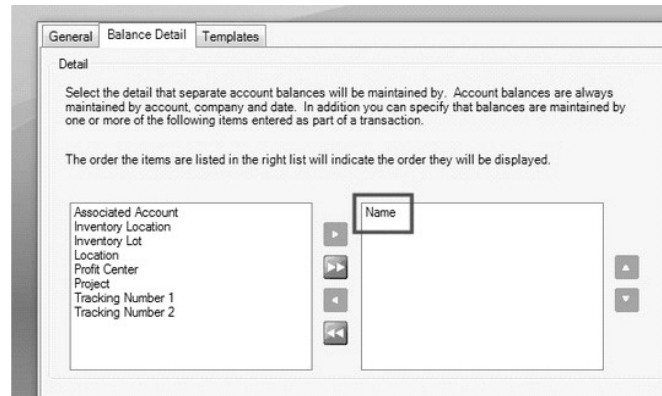 General Balance Detail Templates
Detail
Select the detail that separate account balances will be maintained by. Account balances are always
maintained by account, company and date. In addition you can specify that balances are maintained by
one or more of the following items entered as part of a transaction.
The order the items are listed in the right list will indicate the order they will be displayed.
Associated Account
Inventory Location
Inventory Lot
Location
Profit Center
Project
Tracking Number 1
Tracking Number 2
Name